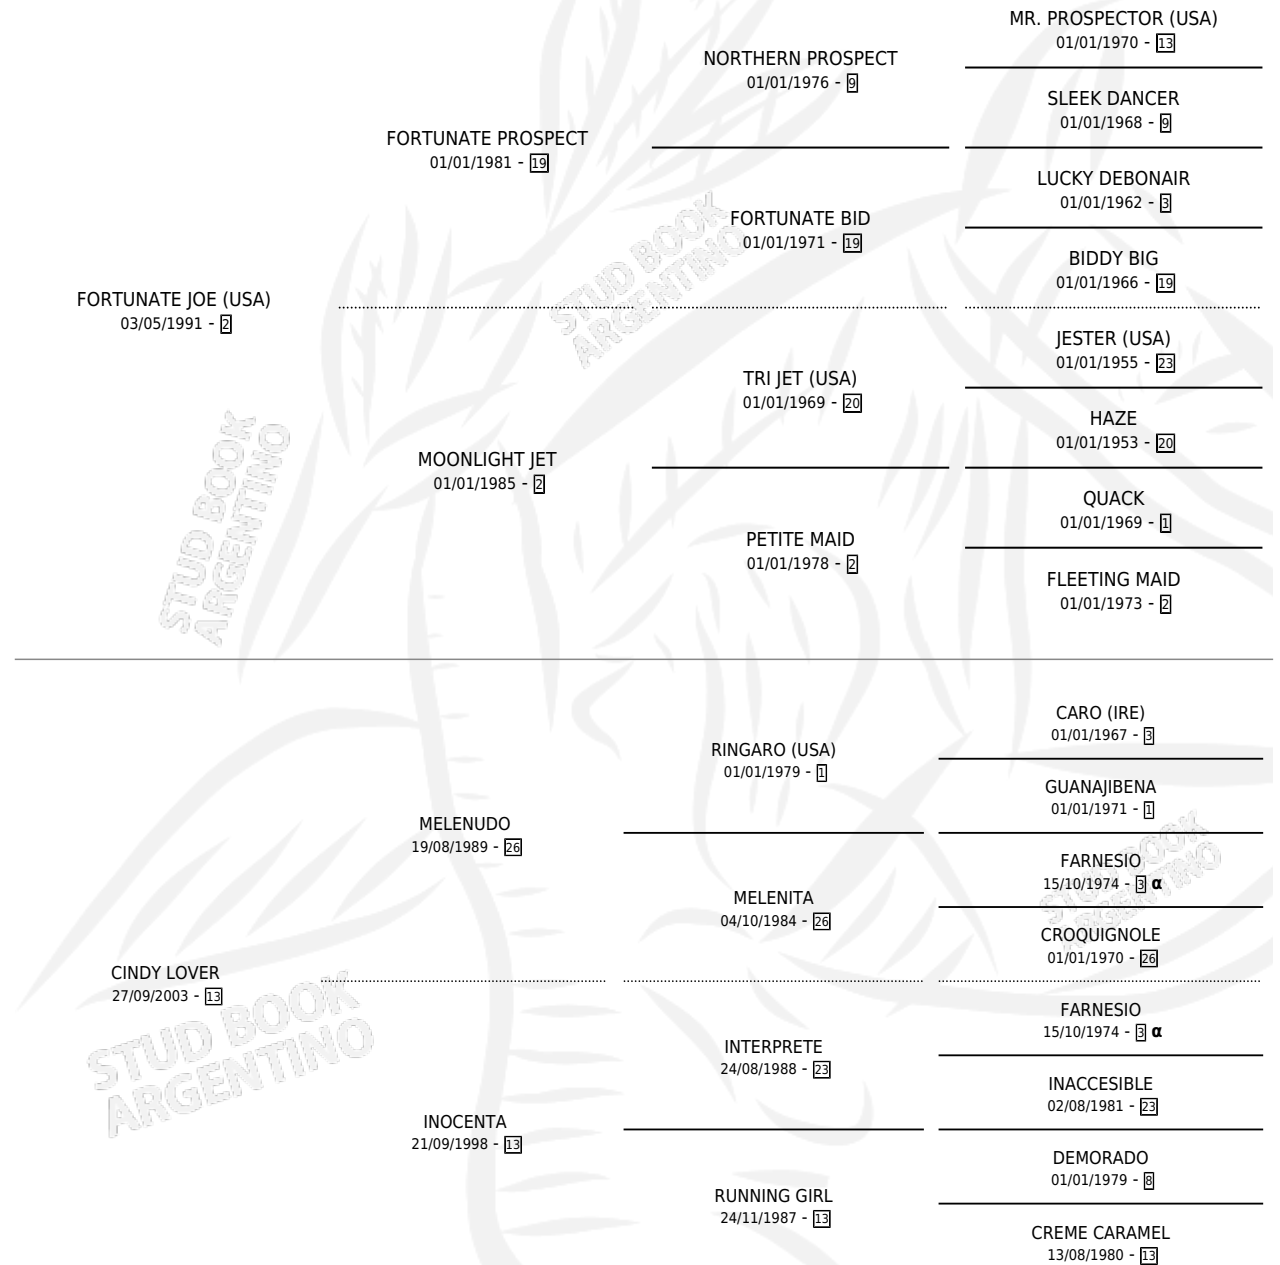 FORTUNATE JOE (USA)
03/05/1991 - 2
FORTUNATE PROSPECT
01/01/1981 - 19
NORTHERN PROSPECT
01/01/1976 - 9
MR. PROSPECTOR (USA)
01/01/1970 - 13
SLEEK DANCER
01/01/1968 - 9
FORTUNATE BID
01/01/1971 - 19
LUCKY DEBONAIR
01/01/1962 - 3
BIDDY BIG
01/01/1966 - 19
MOONLIGHT JET
01/01/1985 - 2
TRI JET (USA)
01/01/1969 - 20
JESTER (USA)
01/01/1955 - 23
HAZE
01/01/1953 - 20
PETITE MAID
01/01/1978 - 2
QUACK
01/01/1969 - 1
FLEETING MAID
01/01/1973 - 2
CINDY LOVER
27/09/2003 - 13
MELENUDO
19/08/1989 - 26
RINGARO (USA)
01/01/1979 - 1
CARO (IRE)
01/01/1967 - 3
GUANAJIBENA
01/01/1971 - 1
MELENITA
04/10/1984 - 26
FARNESIO
15/10/1974 - 3 α
CROQUIGNOLE
01/01/1970 - 26
INOCENTA
21/09/1998 - 13
INTERPRETE
24/08/1988 - 23
FARNESIO
15/10/1974 - 3 α
INACCESIBLE
02/08/1981 - 23
RUNNING GIRL
24/11/1987 - 13
DEMORADO
01/01/1979 - 8
CREME CARAMEL
13/08/1980 - 13
STUD BOOK
ARGENTINO
STUD BOOK
ARGENTINO
STUD BOOK
ARGENTINO
STUD BOOK
ARGENTINO